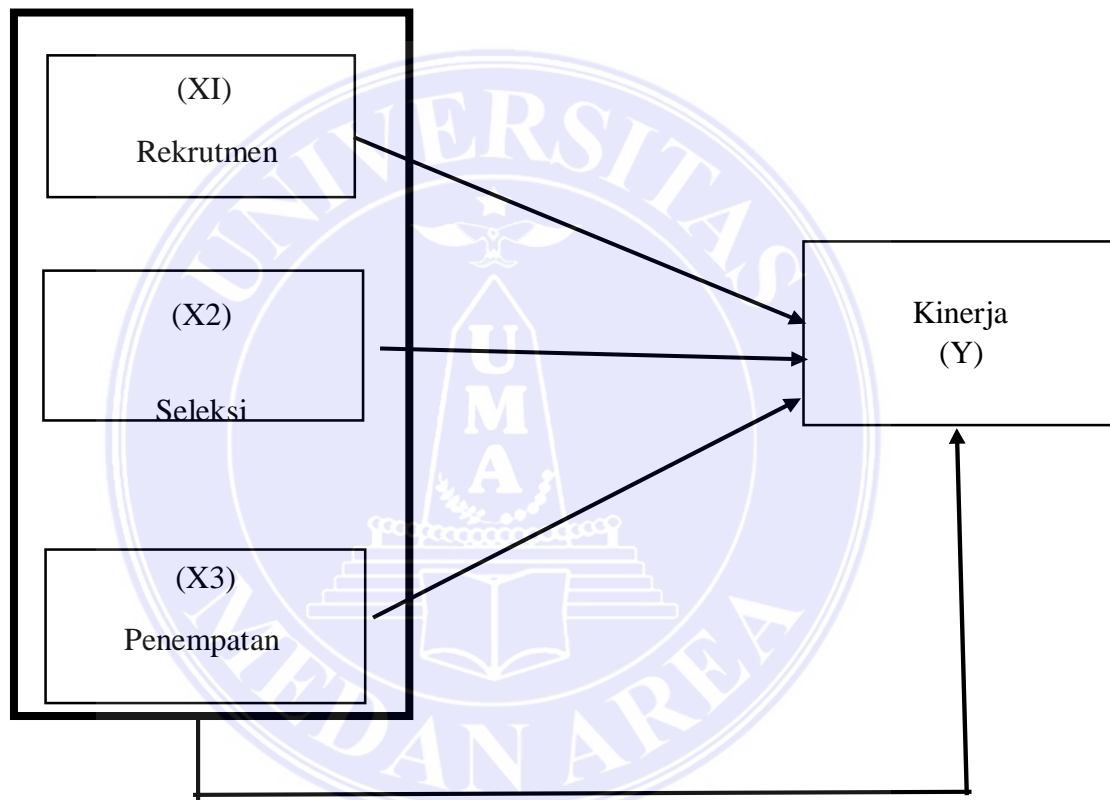 (XI)
Rekrutmen
(X2)
Seleksi
(X3)
Penempatan
Kinerja
(Y)
UNIVERSITAS
UMA
MEDAN AREA